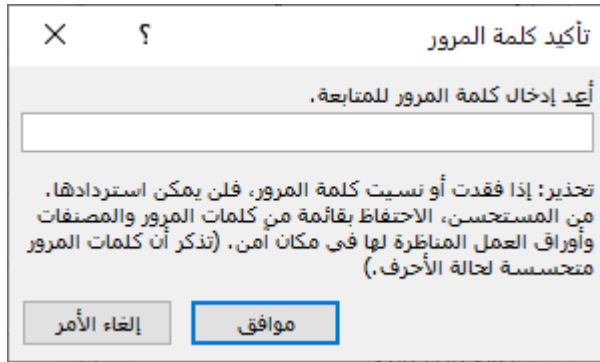 تأكيد كلمة المرور ؟
أعد إدخال كلمة المرور للمتابعة.
تحذير: إذا فقدت أو نسيت كلمة المرور، فلن يمكن استردادها.
من المستحسن، الاحتفاظ بقائمة من كلمات المرور والمصنفات
وأوراق العمل المناظرة لها في مكان آمن. (تذكر أن كلمات المرور
متحسسة لحالة الأحرف.)
موافق إلغاء الأمر